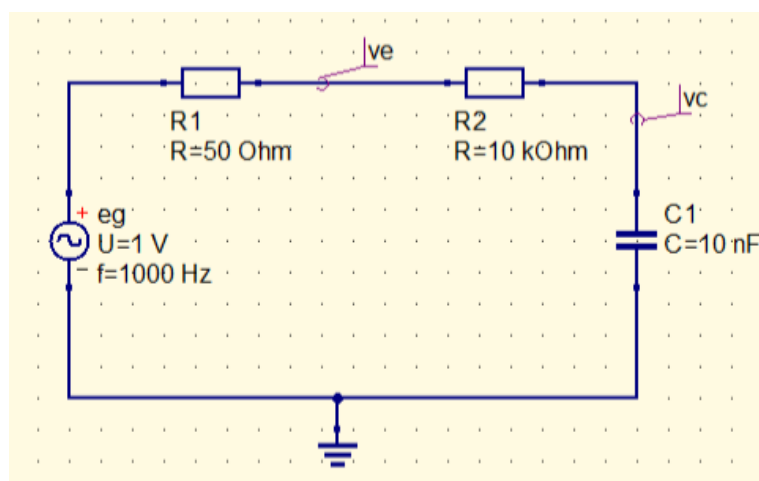 ve
vc
R1
R=50 Ohm
R2
R=10 kOhm
+ eg
U=1 V
− f=1000 Hz
C1
C=10 nF